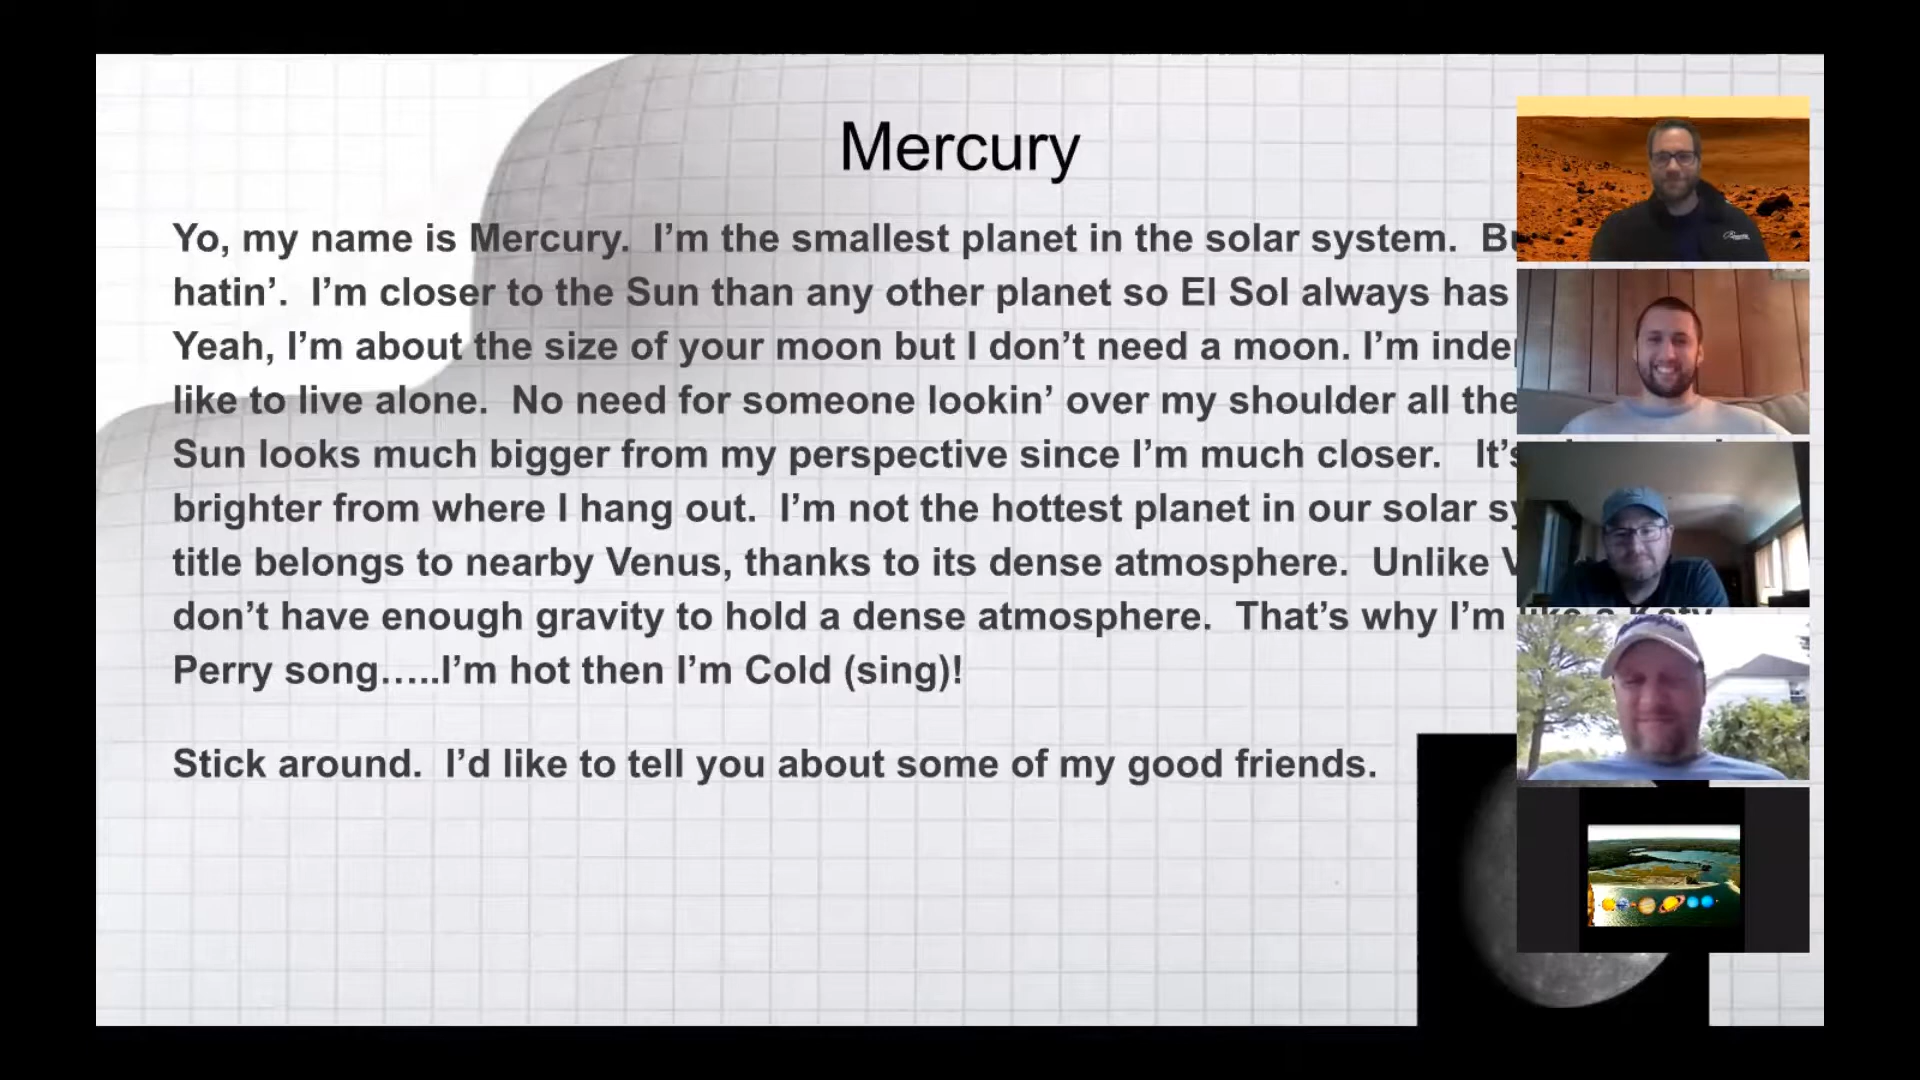 Mercury
Yo, my name is Mercury.  I’m the smallest planet in the solar system.
hatin’.  I’m closer to the Sun than any other planet so El Sol always has
Yeah, I’m about the size of your moon but I don’t need a moon. I’m
like to live alone.  No need for someone lookin’ over my shoulder all the
Sun looks much bigger from my perspective since I’m much closer.   It’s
brighter from where I hang out.  I’m not the hottest planet in our solar
title belongs to nearby Venus, thanks to its dense atmosphere.  Unlike
don’t have enough gravity to hold a dense atmosphere.  That’s why I’m like a Katy
Perry song…..I’m hot then I’m Cold (sing)!
Stick around.  I’d like to tell you about some of my good friends.